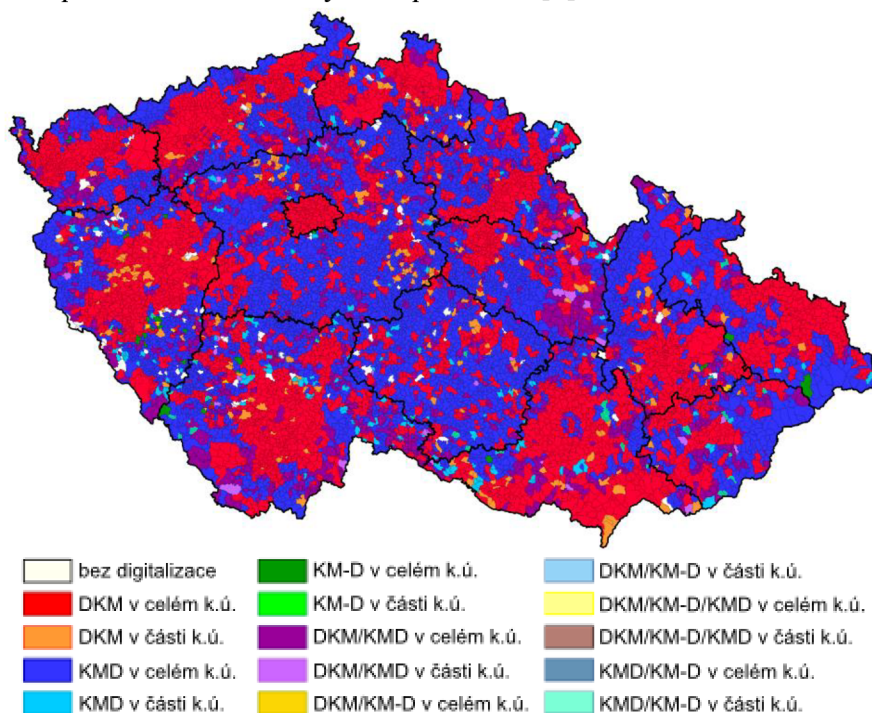 bez digitalizace
DKM v celém k.ú.
DKM v části k.ú.
KMD v celém k.ú.
KMD v části k.ú.
KM-D v celém k.ú.
KM-D v části k.ú.
DKM/KMD v celém k.ú.
DKM/KMD v části k.ú.
DKM/KM-D v celém k.ú.
DKM/KM-D v části k.ú.
DKM/KM-D/KMD v celém k.ú.
DKM/KM-D/KMD v části k.ú.
KMD/KM-D v celém k.ú.
KMD/KM-D v části k.ú.